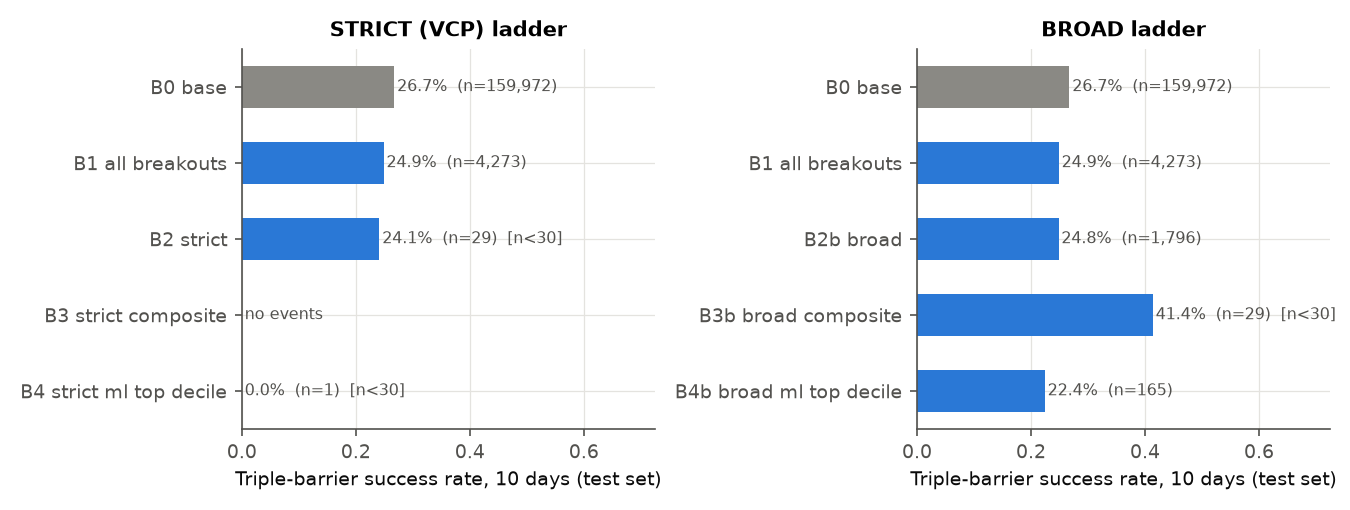 STRICT (VCP) ladder
B0 base
26.7% (n=159,972)
B1 all breakouts
24.9% (n=4,273)
B2 strict
24.1% (n=29) [n<30]
B3 strict composite
no events
B4 strict ml top decile
0.0% (n=1) [n<30]
0.0 0.2 0.4 0.6
Triple-barrier success rate, 10 days (test set)
BROAD ladder
B0 base
26.7% (n=159,972)
B1 all breakouts
24.9% (n=4,273)
B2b broad
24.8% (n=1,796)
B3b broad composite
41.4% (n=29) [n<30]
B4b broad ml top decile
22.4% (n=165)
0.0 0.2 0.4 0.6
Triple-barrier success rate, 10 days (test set)